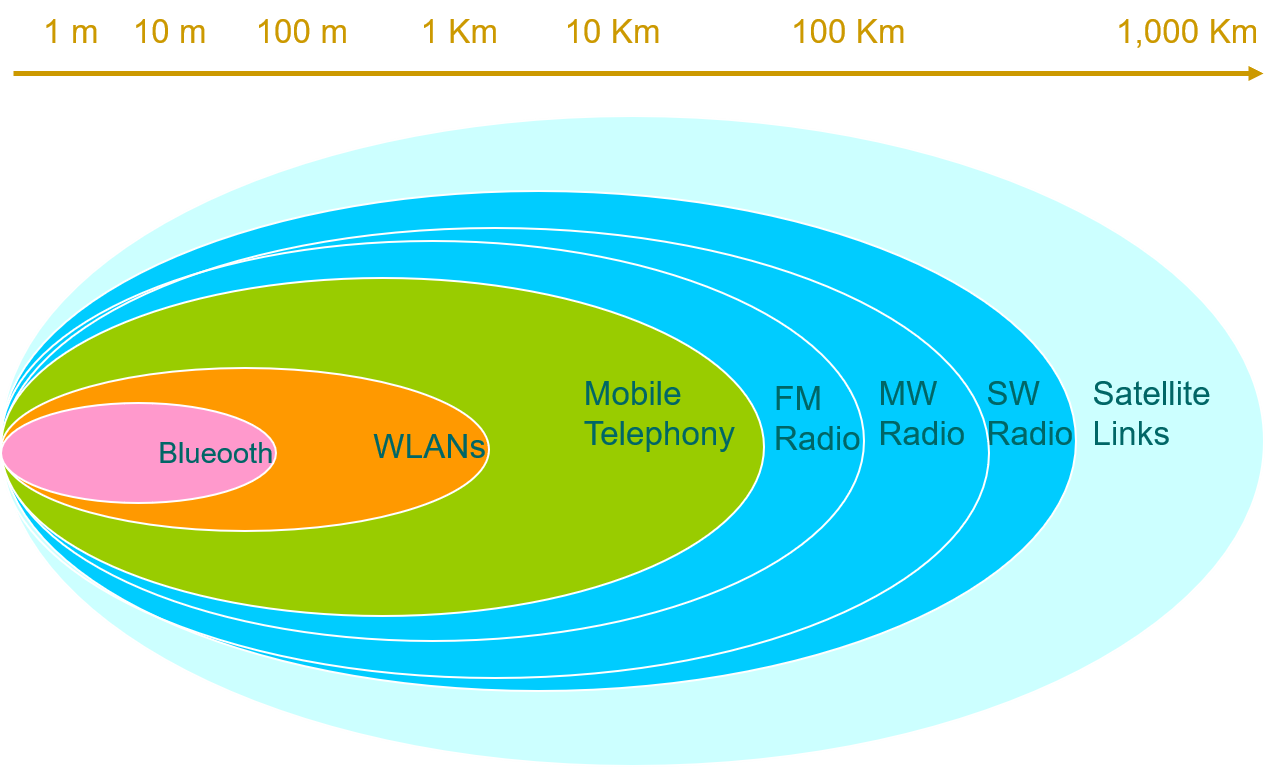 1 m 10 m 100 m 1 Km 10 Km 100 Km 1,000 Km
Blueooth
WLANs
Mobile
Telephony
FM
Radio
MW
Radio
SW
Radio
Satellite
Links